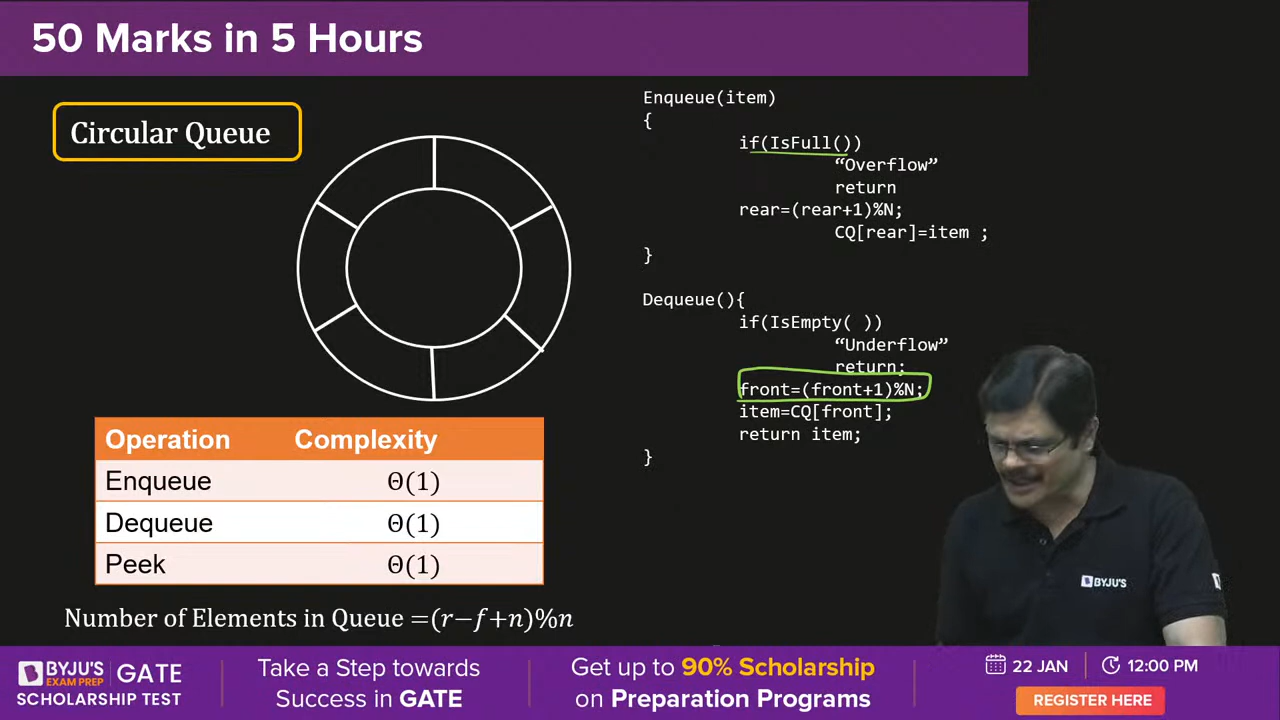 50 Marks in 5 Hours
Circular Queue
Enqueue(item)
{
if(IsFull())
“Overflow”
return
rear=(rear+1)%N;
CQ[rear]=item ;
}
Dequeue(){
if(IsEmpty( ))
“Underflow”
return;
front=(front+1)%N;
item=CQ[front];
return item;
}
Operation Complexity
Enqueue Θ(1)
Dequeue Θ(1)
Peek Θ(1)
Number of Elements in Queue =(r−f+n)%n
BYJU'S
BYJU'S
EXAM PREP
GATE
SCHOLARSHIP TEST
Take a Step towards
Success in GATE
Get up to 90% Scholarship
on Preparation Programs
22 JAN
12:00 PM
REGISTER HERE